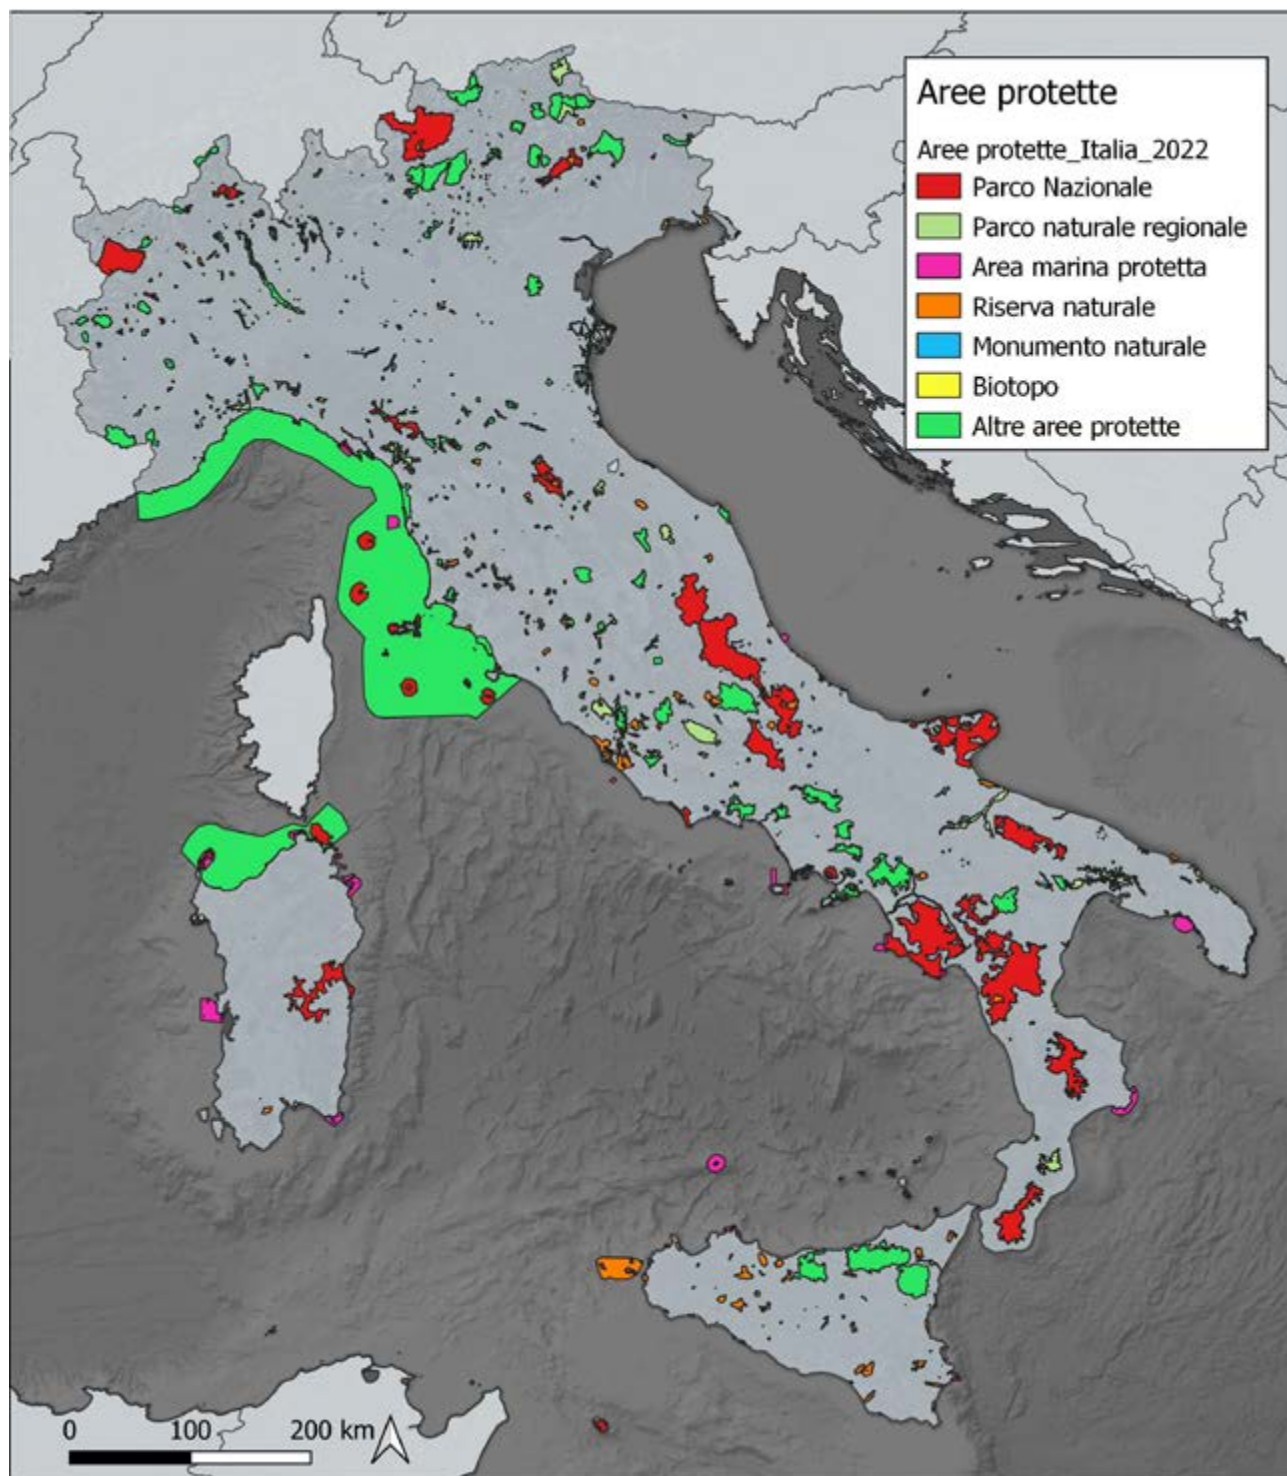 Aree protette
Aree protette_Italia_2022
Parco Nazionale
Parco naturale regionale
Area marina protetta
Riserva naturale
Monumento naturale
Biotopo
Altre aree protette
0 100 200 km